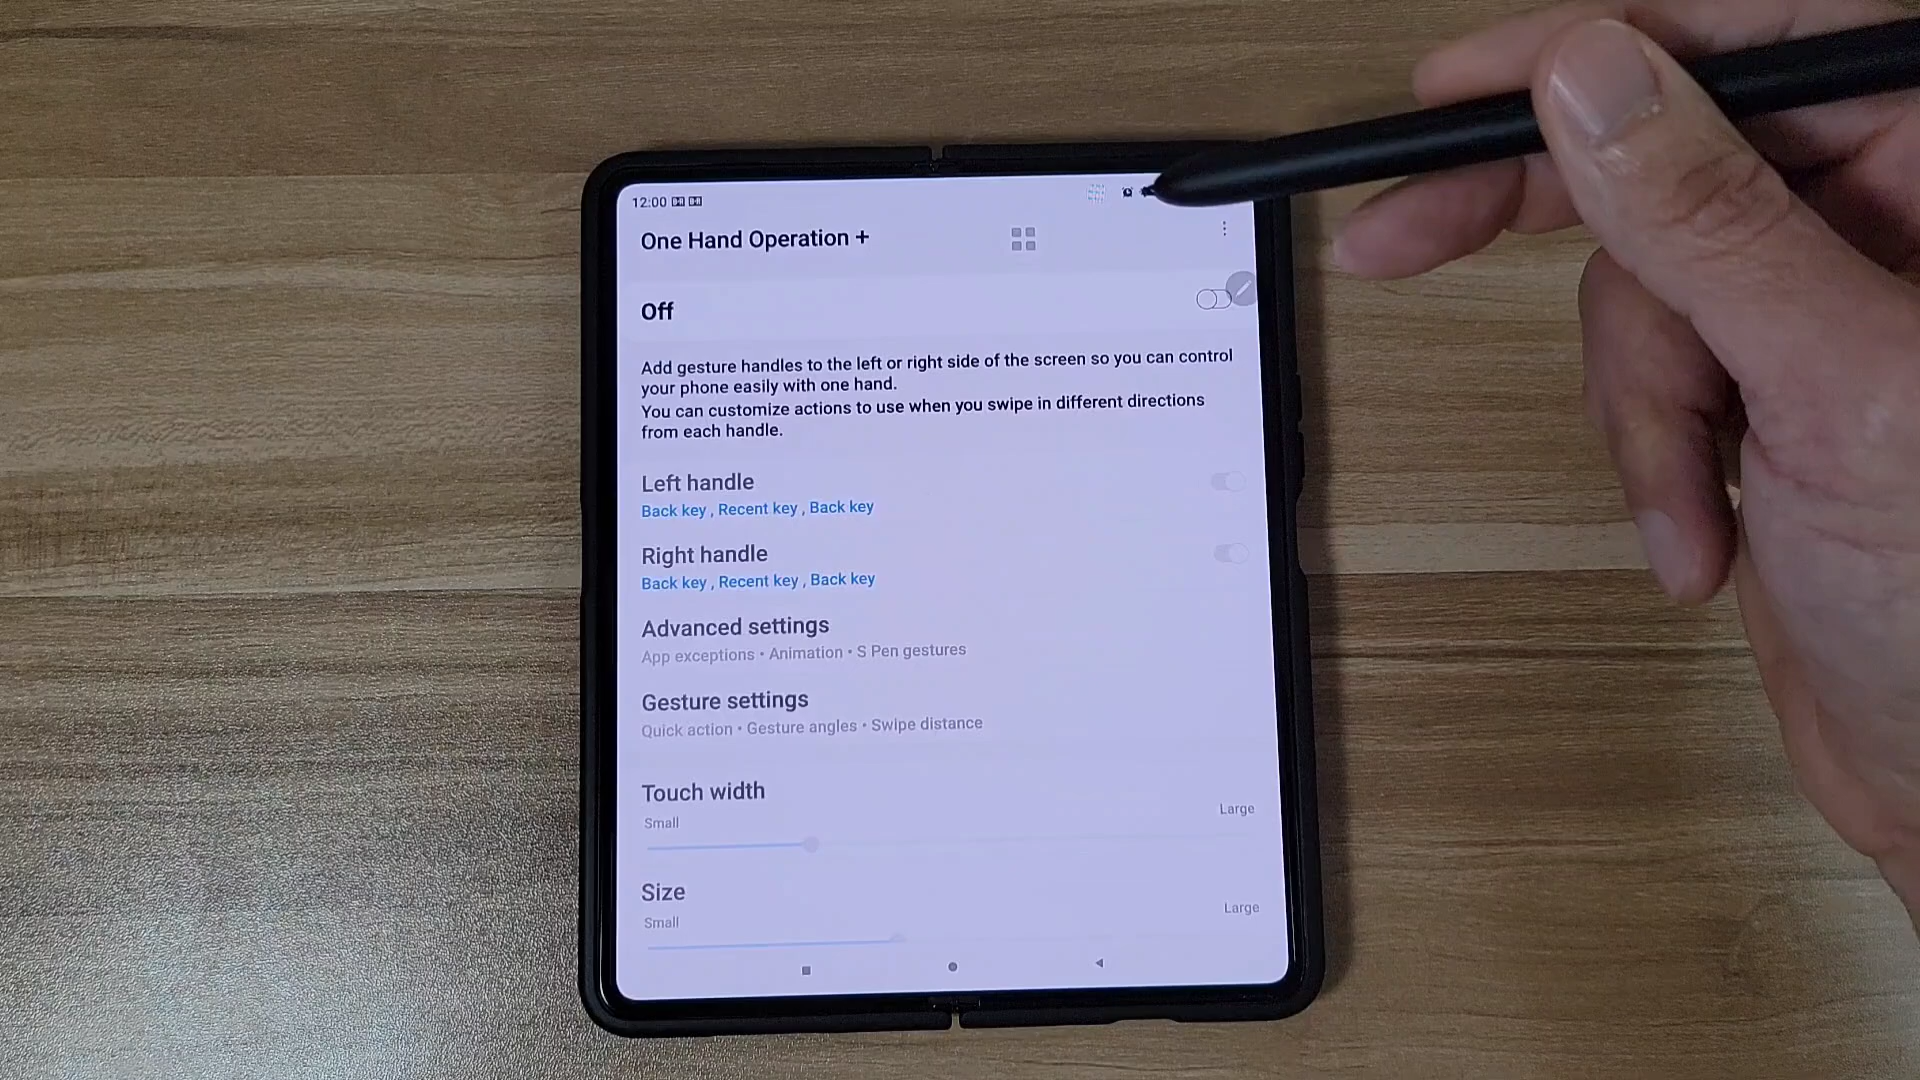 12:00
One Hand Operation +
Off
Add gesture handles to the left or right side of the screen so you can control
your phone easily with one hand.
You can customize actions to use when you swipe in different directions
from each handle.
Left handle
Back key , Recent key , Back key
Right handle
Back key , Recent key , Back key
Advanced settings
App exceptions • Animation • S Pen gestures
Gesture settings
Quick action • Gesture angles • Swipe distance
Touch width
Small Large
Size
Small Large